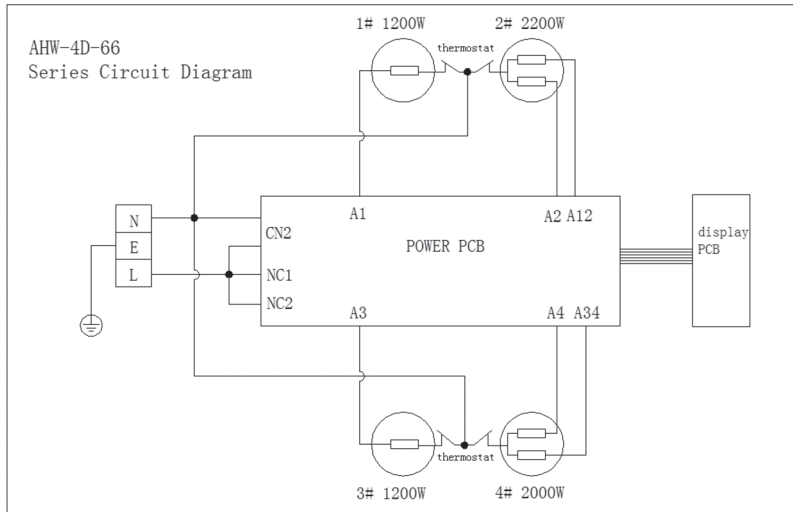 AHW-4D-66
Series Circuit Diagram
1# 1200W
2# 2200W
thermostat
N
E
L
CN2
NC1
NC2
A1
A2 A12
POWER PCB
A3
A4 A34
display
PCB
thermostat
3# 1200W
4# 2000W